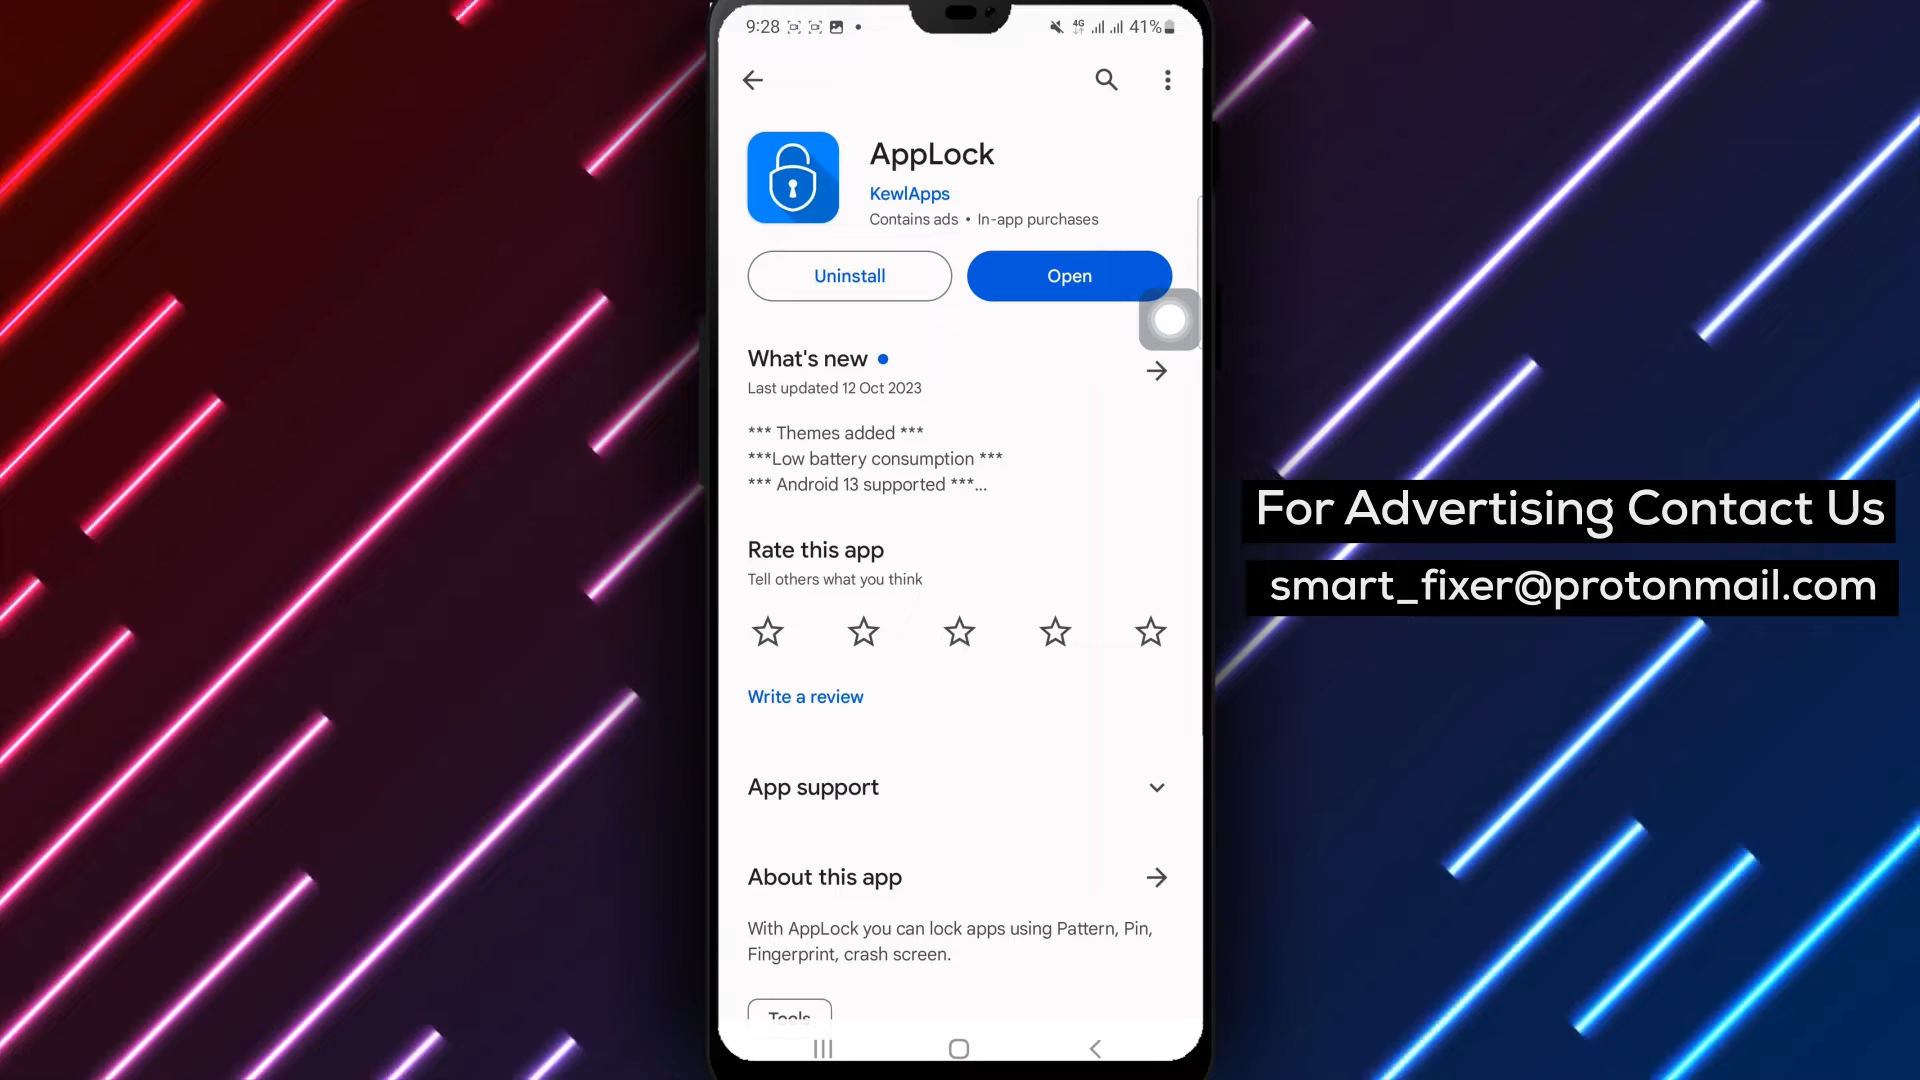 9:28
4G
41%
AppLock
KewlApps
Contains ads • In-app purchases
Uninstall
Open
What's new
Last updated 12 Oct 2023
*** Themes added ***
***Low battery consumption ***
*** Android 13 supported ***...
Rate this app
Tell others what you think
Write a review
App support
About this app
With AppLock you can lock apps using Pattern, Pin,
Fingerprint, crash screen.
Tools
For Advertising Contact Us
smart_fixer@protonmail.com